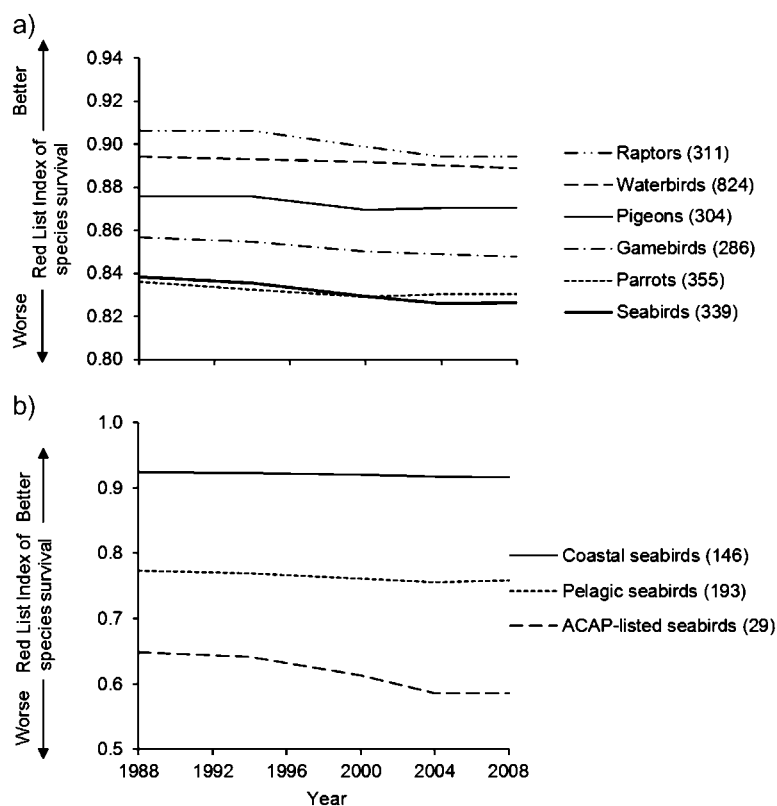 a)
Better
Red List Index of
species survival
Worse
0.94
0.92
0.90
0.88
0.86
0.84
0.82
0.80
Raptors (311)
Waterbirds (824)
Pigeons (304)
Gamebirds (286)
Parrots (355)
Seabirds (339)
b)
Better
Red List Index of
species survival
Worse
1.0
0.9
0.8
0.7
0.6
0.5
Coastal seabirds (146)
Pelagic seabirds (193)
ACAP-listed seabirds (29)
1988 1992 1996 2000 2004 2008
Year